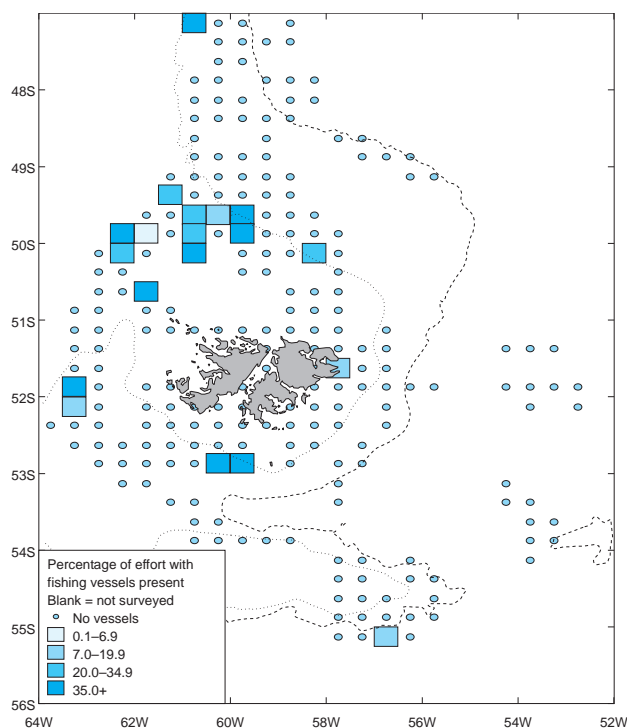 48S
49S
50S
51S
52S
53S
54S
55S
56S
Percentage of effort with
fishing vessels present
Blank = not surveyed
No vessels
0.1–6.9
7.0–19.9
20.0–34.9
35.0+
64W 62W 60W 58W 56W 54W 52W